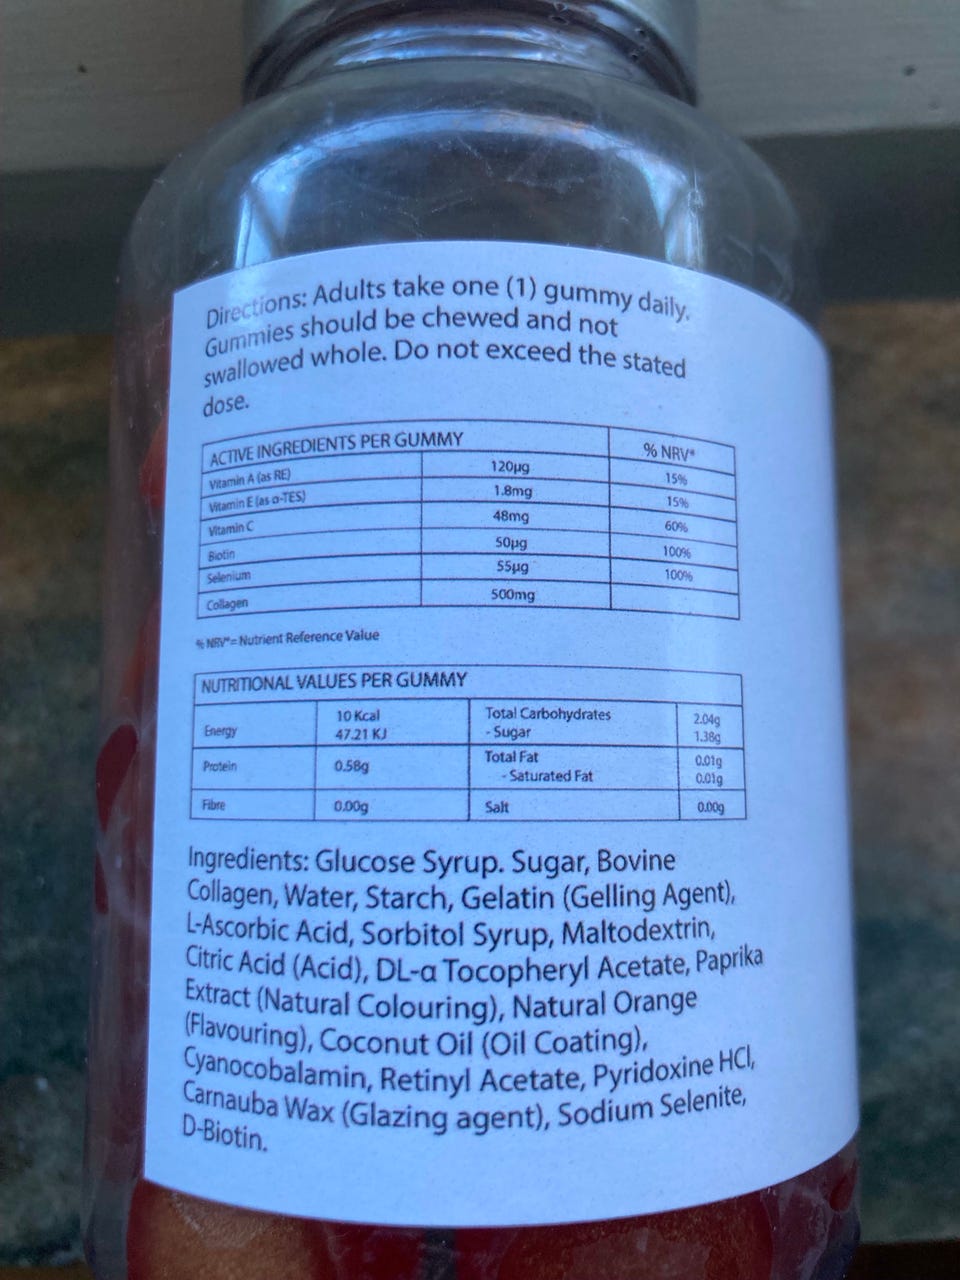 Directions: Adults take one (1) gummy daily.
Gummies should be chewed and not
swallowed whole. Do not exceed the stated
dose.
ACTIVE INGREDIENTS PER GUMMY % NRV*
Vitamin A (as RE) 120µg 15%
Vitamin E (as α-TES) 1.8mg 15%
Vitamin C 48mg 60%
Biotin 50µg 100%
Selenium 55µg 100%
Collagen 500mg
% NRV*= Nutrient Reference Value
NUTRITIONAL VALUES PER GUMMY
Energy 10 Kcal 47.21 KJ Total Carbohydrates 2.04g
- Sugar 1.38g
Protein 0.58g Total Fat 0.01g
- Saturated Fat 0.01g
Fibre 0.00g Salt 0.00g
Ingredients: Glucose Syrup. Sugar, Bovine
Collagen, Water, Starch, Gelatin (Gelling Agent),
L-Ascorbic Acid, Sorbitol Syrup, Maltodextrin,
Citric Acid (Acid), DL-α Tocopheryl Acetate, Paprika
Extract (Natural Colouring), Natural Orange
(Flavouring), Coconut Oil (Oil Coating),
Cyanocobalamin, Retinyl Acetate, Pyridoxine HCl,
Carnauba Wax (Glazing agent), Sodium Selenite,
D-Biotin.